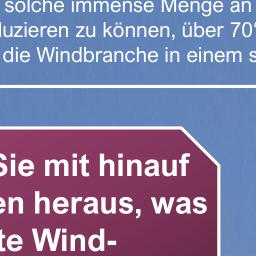 solche immense Menge an
luzieren zu können, über 70°
die Windbranche in einem s
Sie mit hinauf
en heraus, was
te Wind-